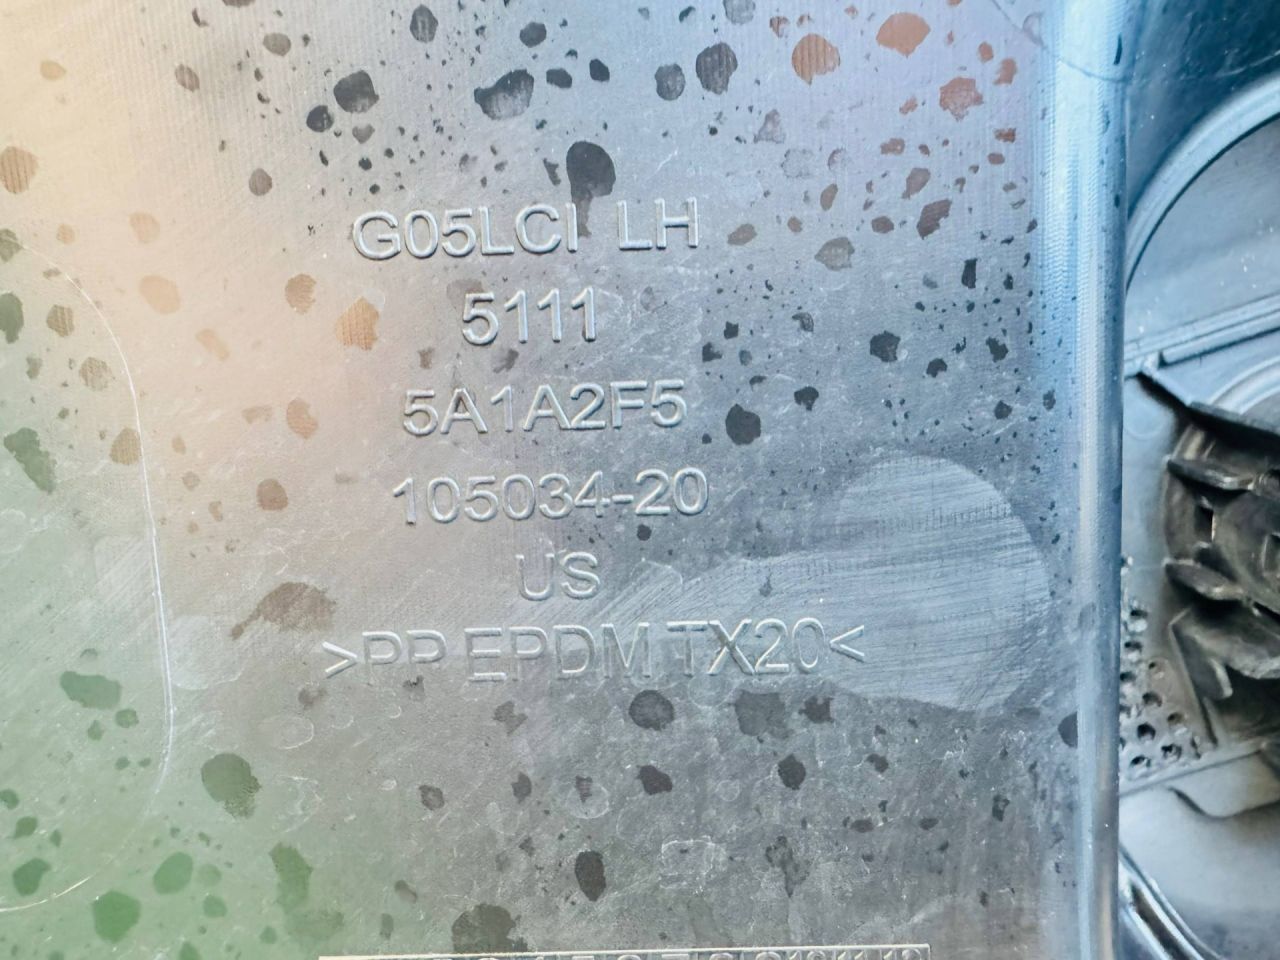 G05LCI LH
5111
5A1A2F5
105034-20
US
>PP EPDM TX20<